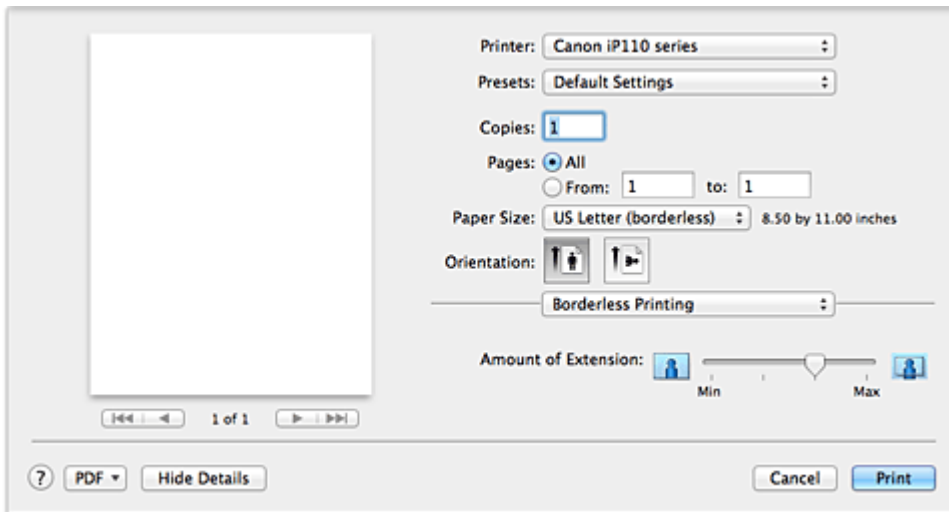 Printer: Canon iP110 series
Presets: Default Settings
Copies: 1
Pages: All
From: 1 to: 1
Paper Size: US Letter (borderless) 8.50 by 11.00 inches
Orientation:
Borderless Printing
Amount of Extension:
Min Max
1 of 1
? PDF Hide Details Cancel Print